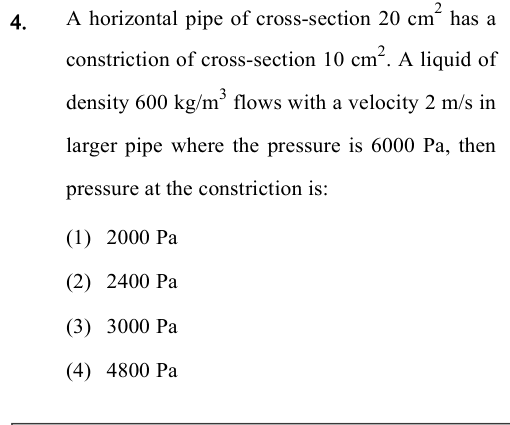 4. A horizontal pipe of cross-section 20 cm² has a
constriction of cross-section 10 cm². A liquid of
density 600 kg/m³ flows with a velocity 2 m/s in
larger pipe where the pressure is 6000 Pa, then
pressure at the constriction is:
(1) 2000 Pa
(2) 2400 Pa
(3) 3000 Pa
(4) 4800 Pa